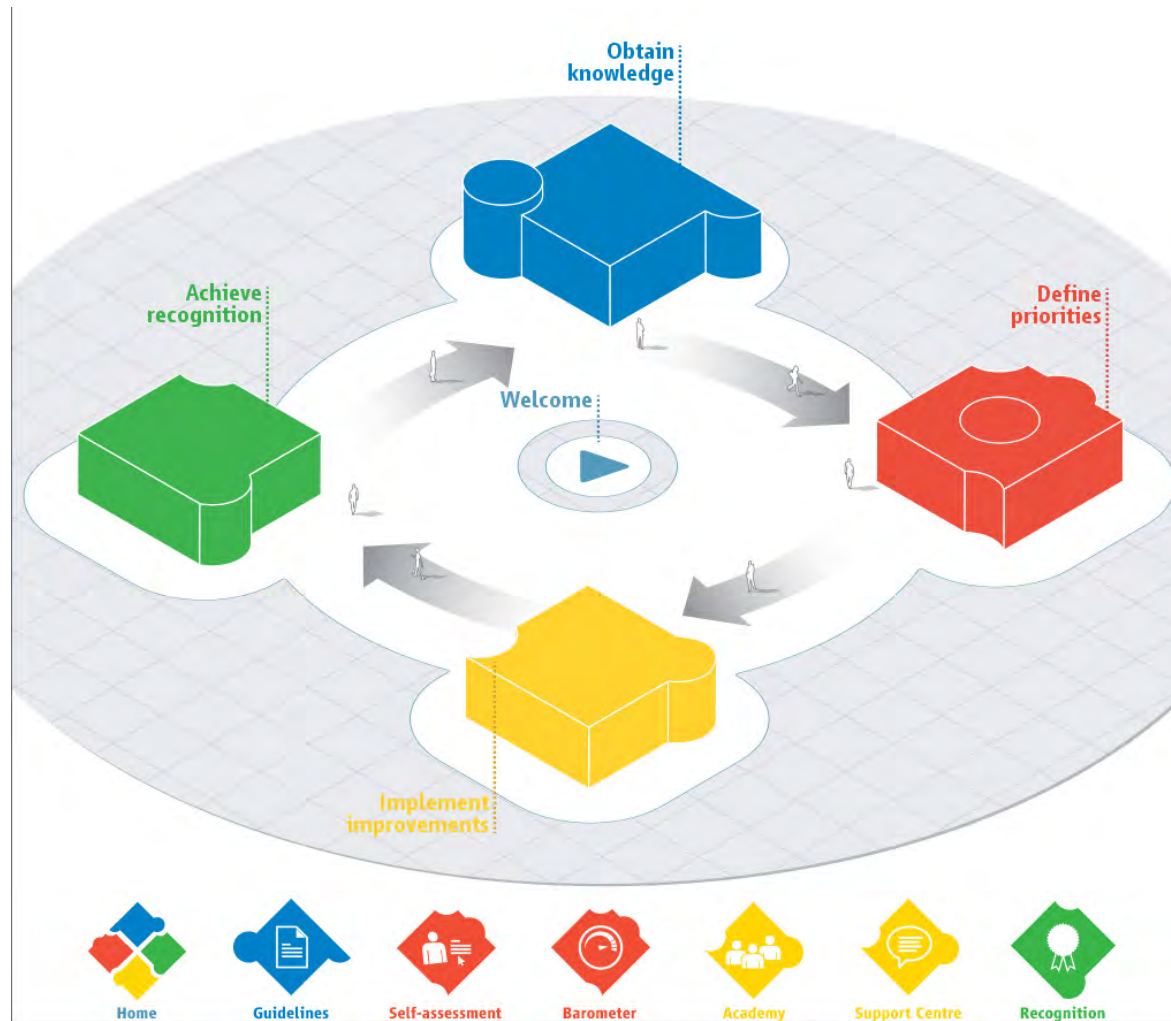 Obtain
knowledge
Achieve
recognition
Define
priorities
Welcome
Implement
improvements
Home
Guidelines
Self-assessment
Barometer
Academy
Support Centre
Recognition